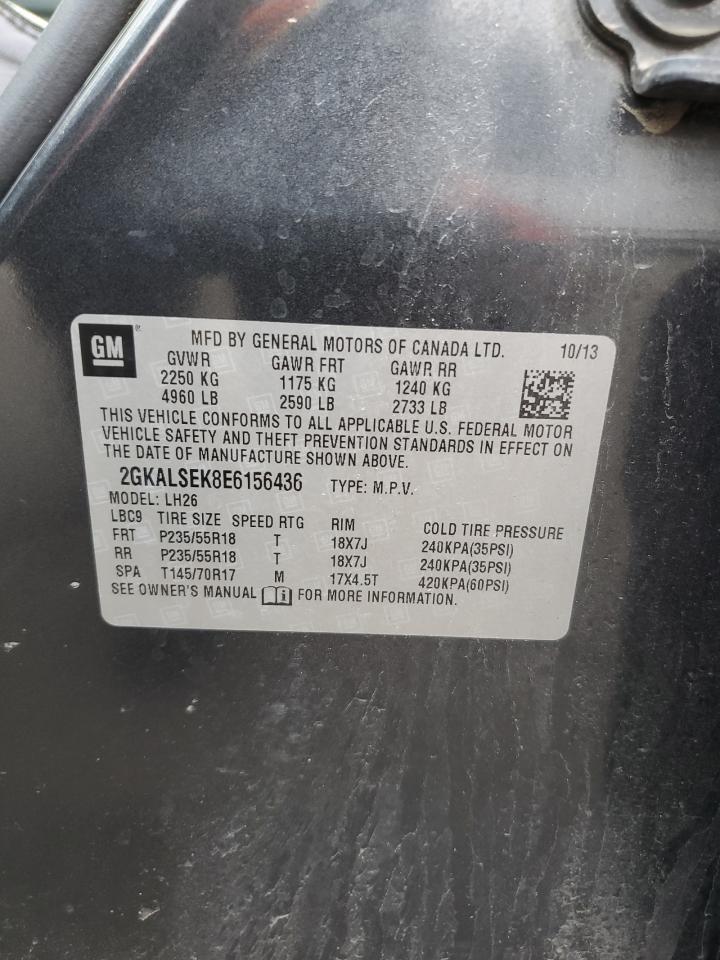 GM ® MFD BY GENERAL MOTORS OF CANADA LTD. 10/13
GVWR GAWR FRT GAWR RR
2250 KG 1175 KG 1240 KG
4960 LB 2590 LB 2733 LB
THIS VEHICLE CONFORMS TO ALL APPLICABLE U.S. FEDERAL MOTOR
VEHICLE SAFETY AND THEFT PREVENTION STANDARDS IN EFFECT ON
THE DATE OF MANUFACTURE SHOWN ABOVE.
2GKALSEK8E6156436 TYPE: M.P.V.
MODEL: LH26
LBC9 TIRE SIZE SPEED RTG RIM COLD TIRE PRESSURE
FRT P235/55R18 T 18X7J 240KPA(35PSI)
RR P235/55R18 T 18X7J 240KPA(35PSI)
SPA T145/70R17 M 17X4.5T 420KPA(60PSI)
SEE OWNER'S MANUAL i FOR MORE INFORMATION.